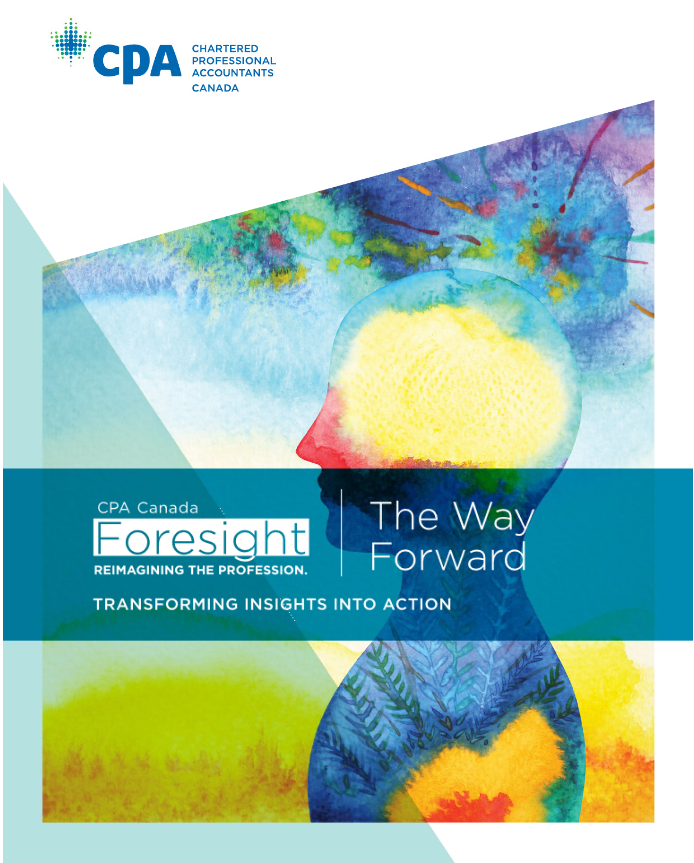 CPA
CHARTERED
PROFESSIONAL
ACCOUNTANTS
CANADA
CPA Canada
Foresight
REIMAGINING THE PROFESSION.
The Way
Forward
TRANSFORMING INSIGHTS INTO ACTION